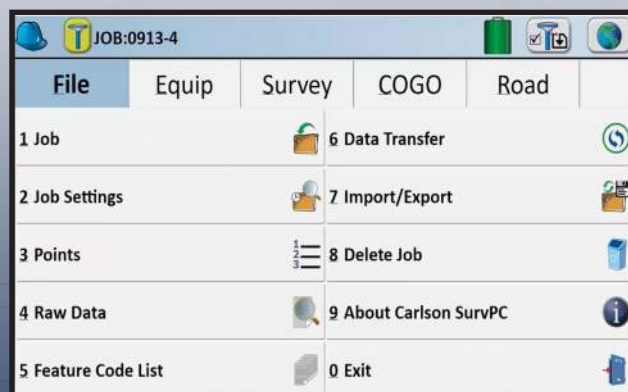 JOB:0913-4
File Equip Survey COGO Road
1 Job
6 Data Transfer
2 Job Settings
7 Import/Export
3 Points
8 Delete Job
4 Raw Data
9 About Carlson SurvPC
5 Feature Code List
0 Exit